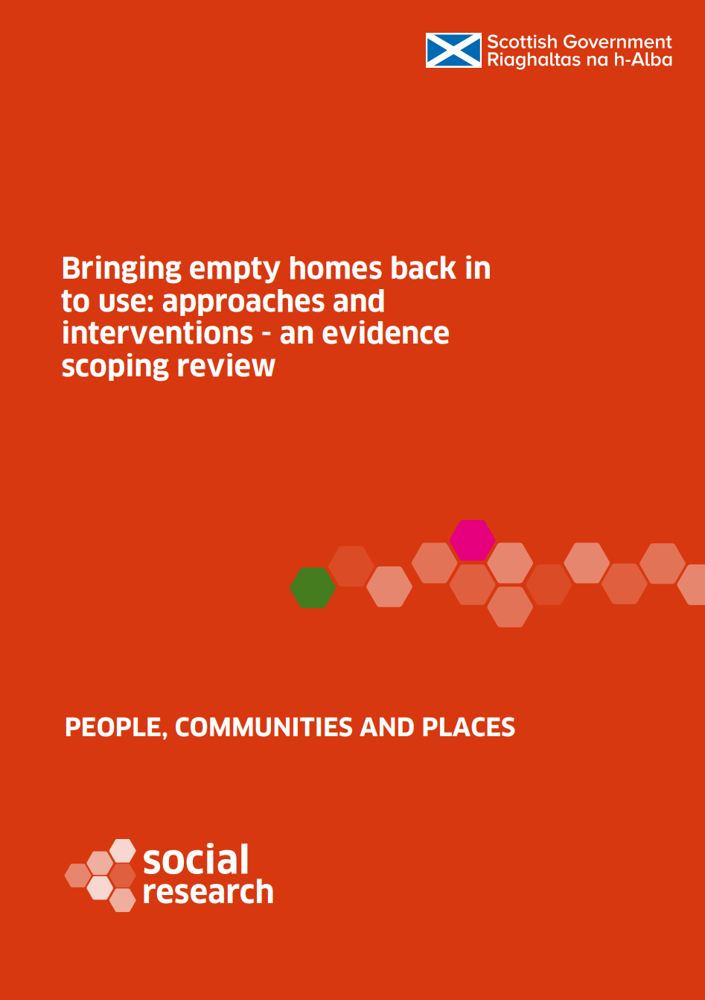 Scottish Government
Riaghaltas na h-Alba
Bringing empty homes back in
to use: approaches and
interventions - an evidence
scoping review
PEOPLE, COMMUNITIES AND PLACES
social
research